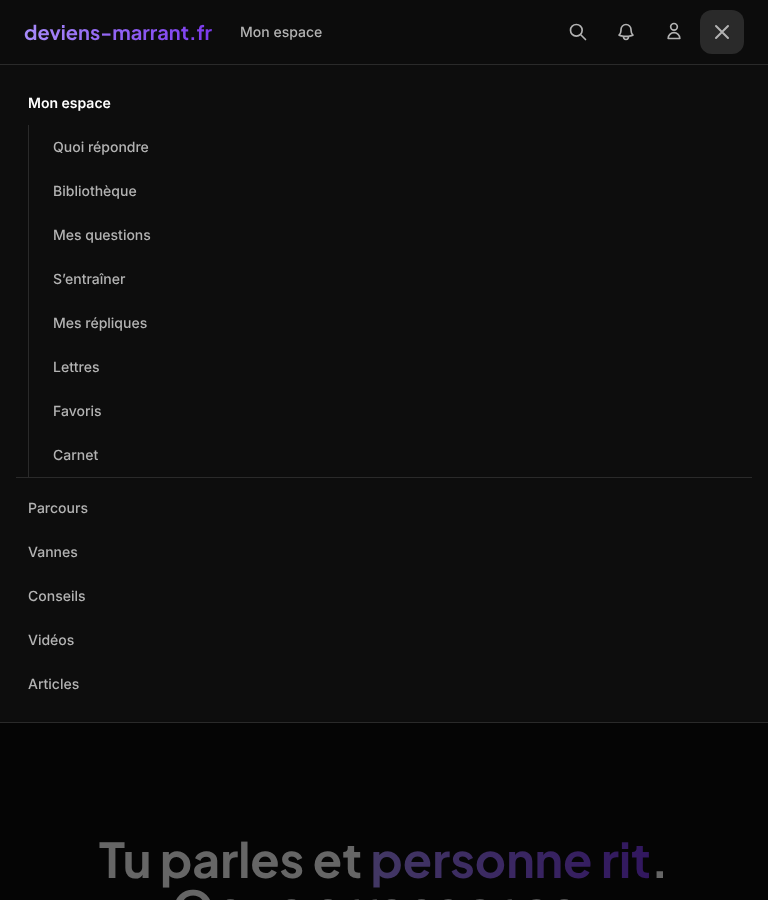 deviens-marrant.fr Mon espace
Mon espace
Quoi répondre
Bibliothèque
Mes questions
S’entraîner
Mes répliques
Lettres
Favoris
Carnet
Parcours
Vannes
Conseils
Vidéos
Articles
Tu parles et personne rit.